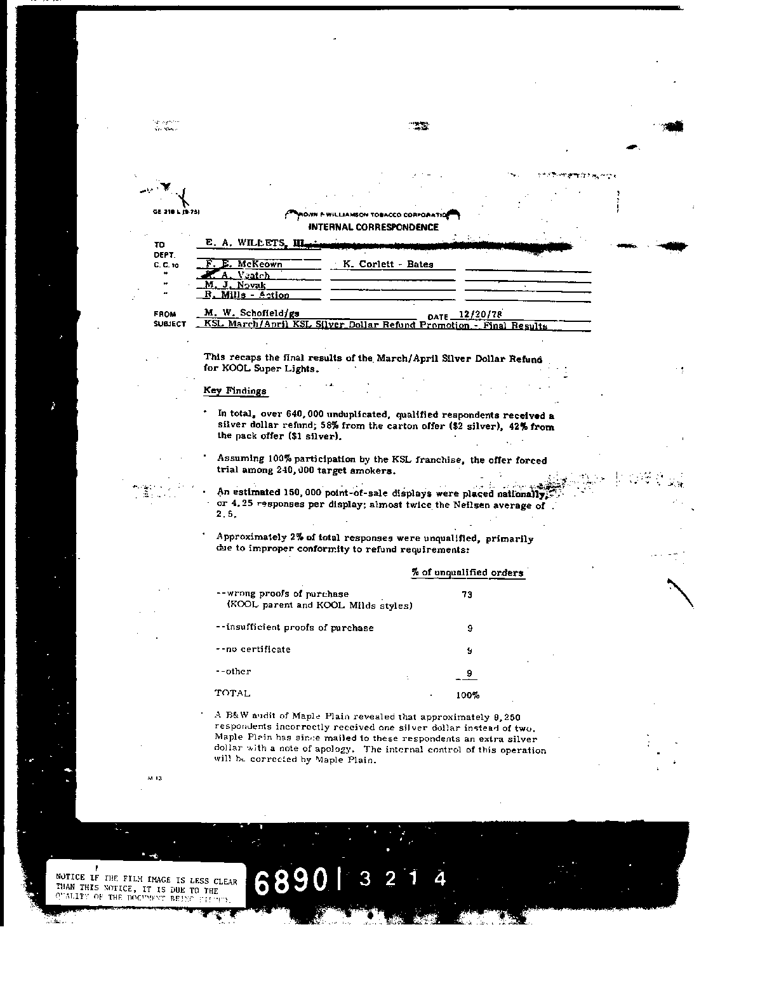 GE 218 L (9-75)
BROWN & WILLIAMSON TOBACCO CORPORATION
INTERNAL CORRESPONDENCE
TO E. A. WILLETS, III
DEPT.
C. C. TO F. E. McKeown K. Corlett - Bates
" A. Veatch
" M. J. Novak
" R. Mills - Action
FROM M. W. Schofield/gs DATE 12/20/78
SUBJECT KSL March/April KSL Silver Dollar Refund Promotion - Final Results
This recaps the final results of the March/April Silver Dollar Refund
for KOOL Super Lights.
Key Findings
* In total, over 640,000 unduplicated, qualified respondents received a
silver dollar refund; 58% from the carton offer ($2 silver), 42% from
the pack offer ($1 silver).
* Assuming 100% participation by the KSL franchise, the offer forced
trial among 240,000 target smokers.
* An estimated 150,000 point-of-sale displays were placed nationally,
or 4.25 responses per display; almost twice the Neilsen average of
2.5.
* Approximately 2% of total responses were unqualified, primarily
due to improper conformity to refund requirements:
% of unqualified orders
--wrong proofs of purchase 73
(KOOL parent and KOOL Milds styles)
--insufficient proofs of purchase 9
--no certificate 9
--other 9
TOTAL 100%
* A B&W audit of Maple Plain revealed that approximately 8,250
respondents incorrectly received one silver dollar instead of two.
Maple Plain has since mailed to these respondents an extra silver
dollar with a note of apology. The internal control of this operation
will be corrected by Maple Plain.
M 13
NOTICE IF THE FILM IMAGE IS LESS CLEAR
THAN THIS NOTICE, IT IS DUE TO THE
QUALITY OF THE DOCUMENT BEING FILMED.
6890 | 3214